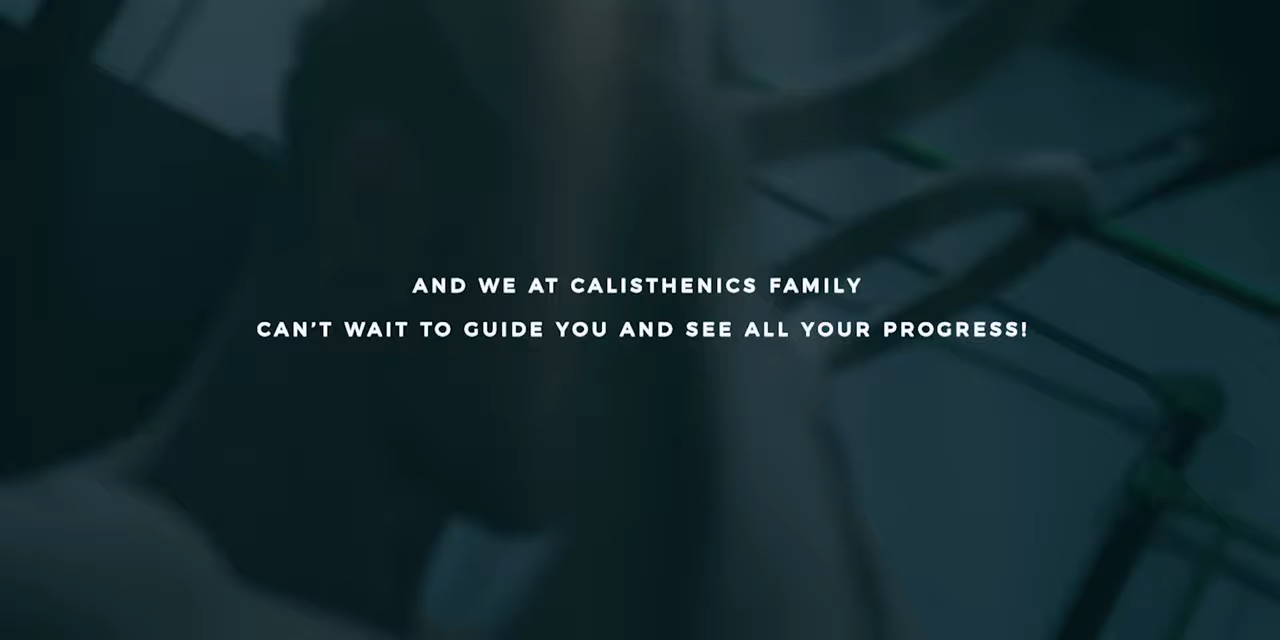 AND WE AT CALISTHENICS FAMILY
CAN’T WAIT TO GUIDE YOU AND SEE ALL YOUR PROGRESS!